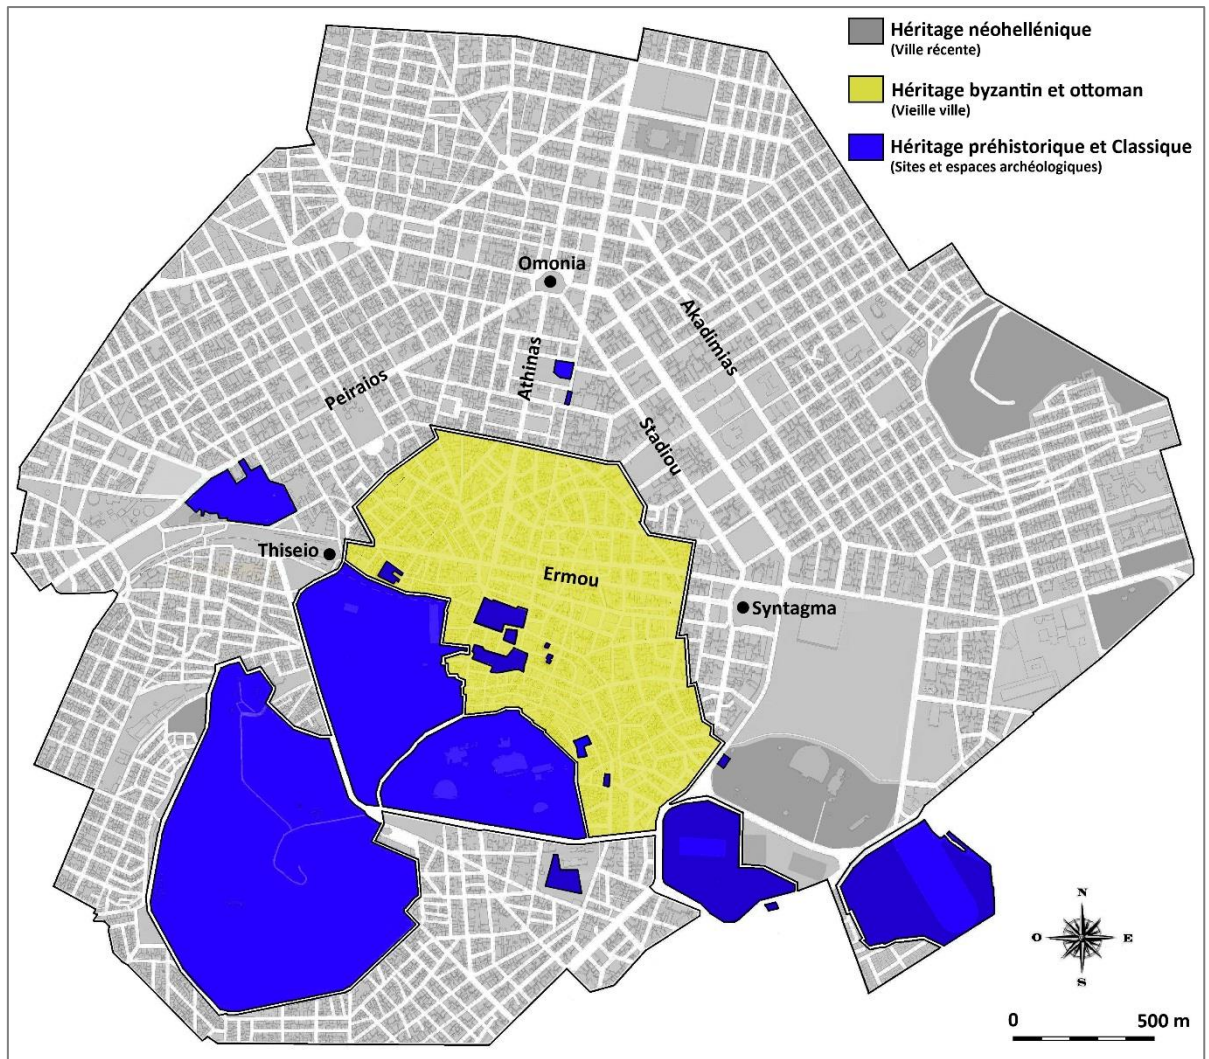 Héritage néohellénique
(Ville récente)
Héritage byzantin et ottoman
(Vieille ville)
Héritage préhistorique et Classique
(Sites et espaces archéologiques)
Omonia
Akadimias
Athinas
Peiraios
Stadiou
Thiseio
Ermou
Syntagma
N
O
E
S
0
500 m